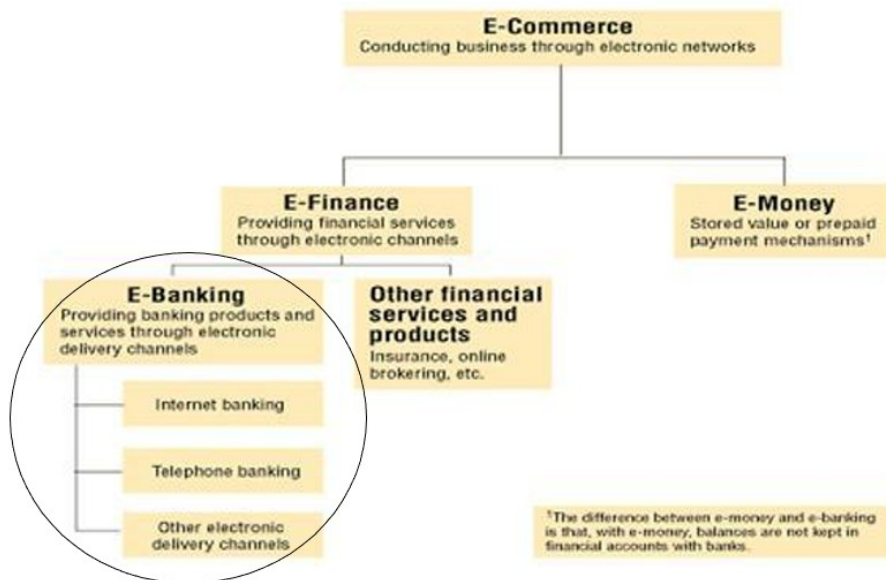 E-Commerce
Conducting business through electronic networks
E-Finance
Providing financial services
through electronic channels
E-Money
Stored value or prepaid
payment mechanisms¹
E-Banking
Providing banking products and
services through electronic
delivery channels
Other financial
services and
products
Insurance, online
brokering, etc.
Internet banking
Telephone banking
Other electronic
delivery channels
¹The difference between e-money and e-banking
is that, with e-money, balances are not kept in
financial accounts with banks.